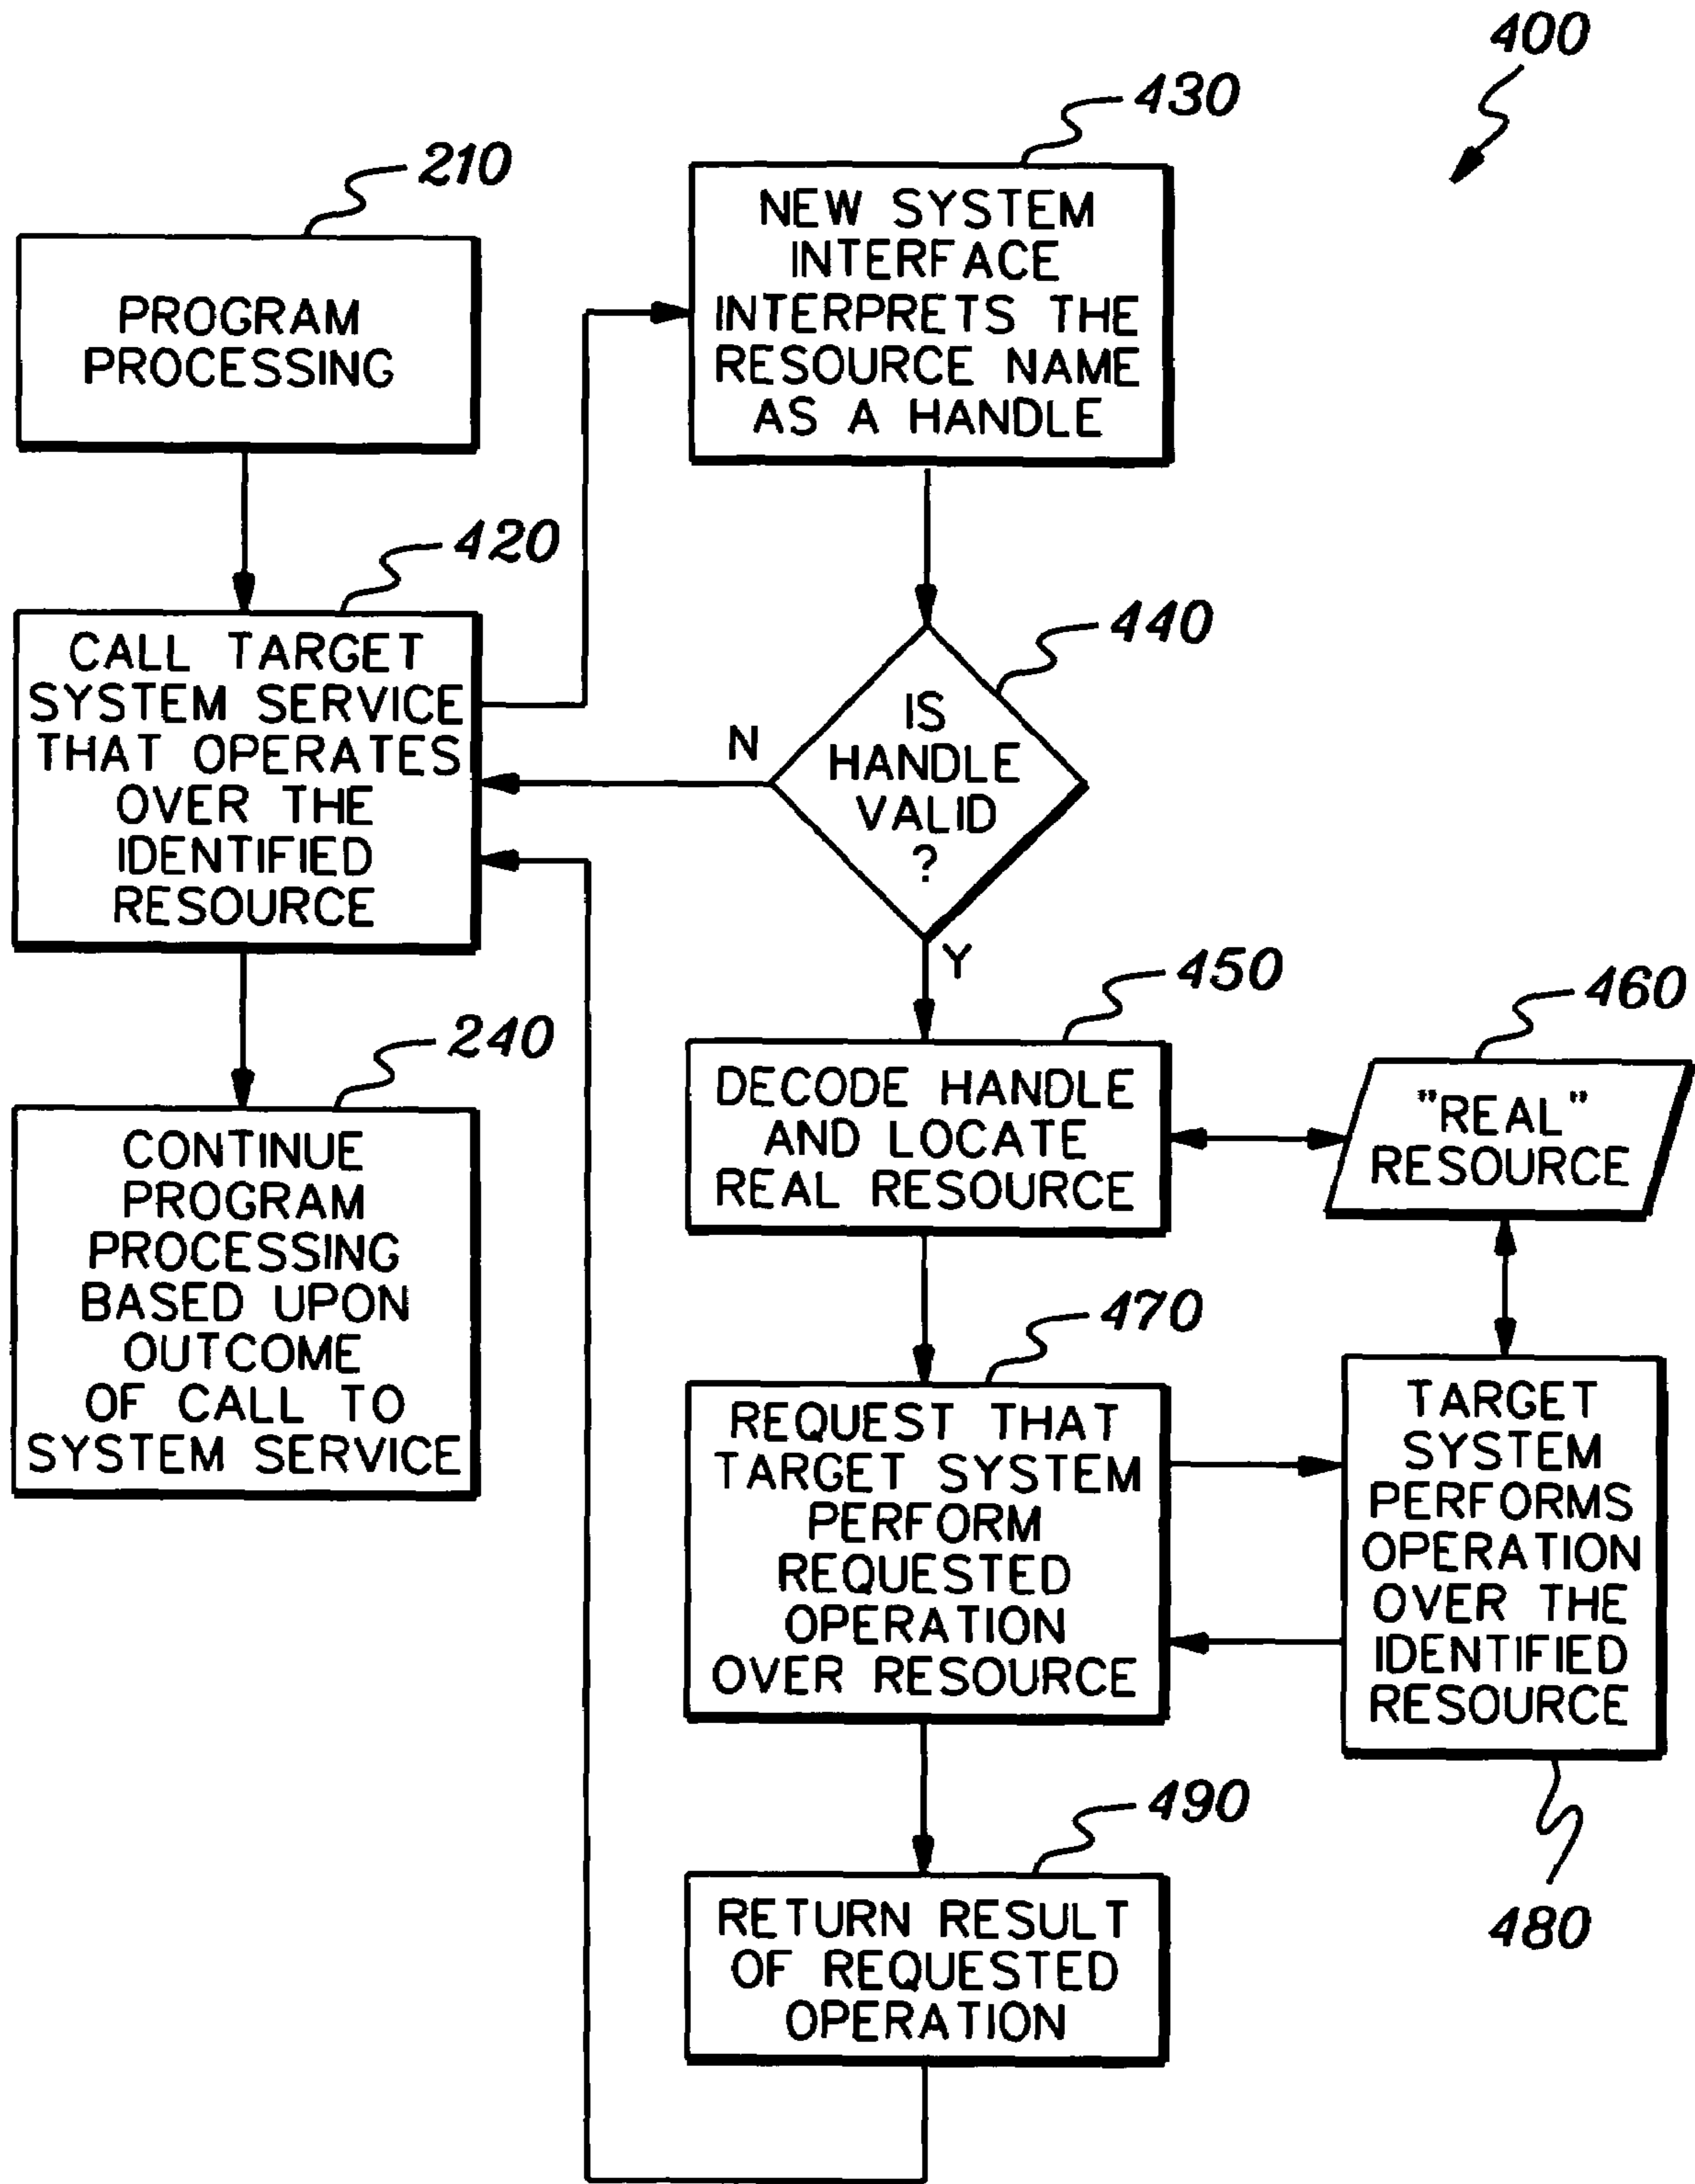 400
210
PROGRAM
PROCESSING
420
CALL TARGET
SYSTEM SERVICE
THAT OPERATES
OVER THE
IDENTIFIED
RESOURCE
240
CONTINUE
PROGRAM
PROCESSING
BASED UPON
OUTCOME
OF CALL TO
SYSTEM SERVICE
430
NEW SYSTEM
INTERFACE
INTERPRETS THE
RESOURCE NAME
AS A HANDLE
440
IS
HANDLE
VALID
?
N
Y
450
DECODE HANDLE
AND LOCATE
REAL RESOURCE
460
"REAL"
RESOURCE
470
REQUEST THAT
TARGET SYSTEM
PERFORM
REQUESTED
OPERATION
OVER RESOURCE
TARGET
SYSTEM
PERFORMS
OPERATION
OVER THE
IDENTIFIED
RESOURCE
480
490
RETURN RESULT
OF REQUESTED
OPERATION